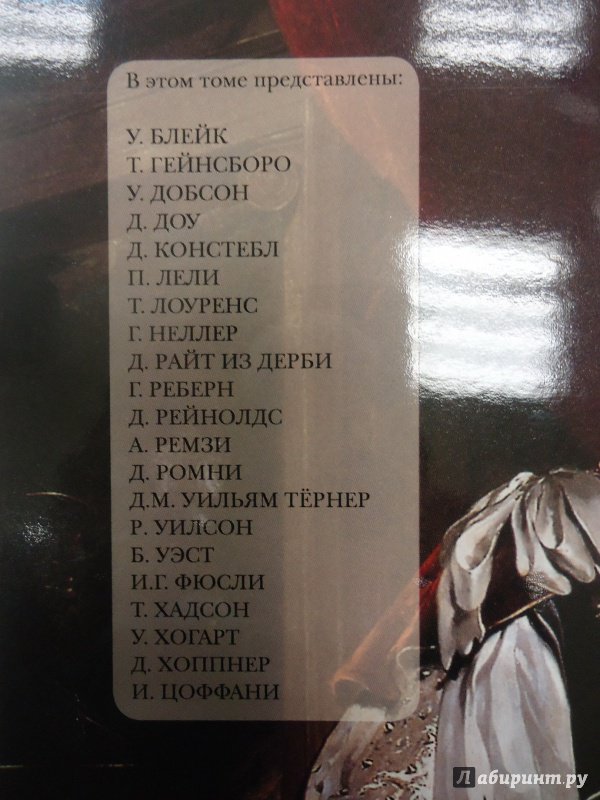 В этом томе представлены:
У. БЛЕЙК
Т. ГЕЙНСБОРО
У. ДОБСОН
Д. ДОУ
Д. КОНСТЕБЛ
П. ЛЕЛИ
Т. ЛОУРЕНС
Г. НЕЛЛЕР
Д. РАЙТ ИЗ ДЕРБИ
Г. РЕБЕРН
Д. РЕЙНОЛДС
А. РЕМЗИ
Д. РОМНИ
Д.М. УИЛЬЯМ ТЁРНЕР
Р. УИЛСОН
Б. УЭСТ
И.Г. ФЮСЛИ
Т. ХАДСОН
У. ХОГАРТ
Д. ХОППНЕР
И. ЦОФФАНИ
Лабиринт.ру